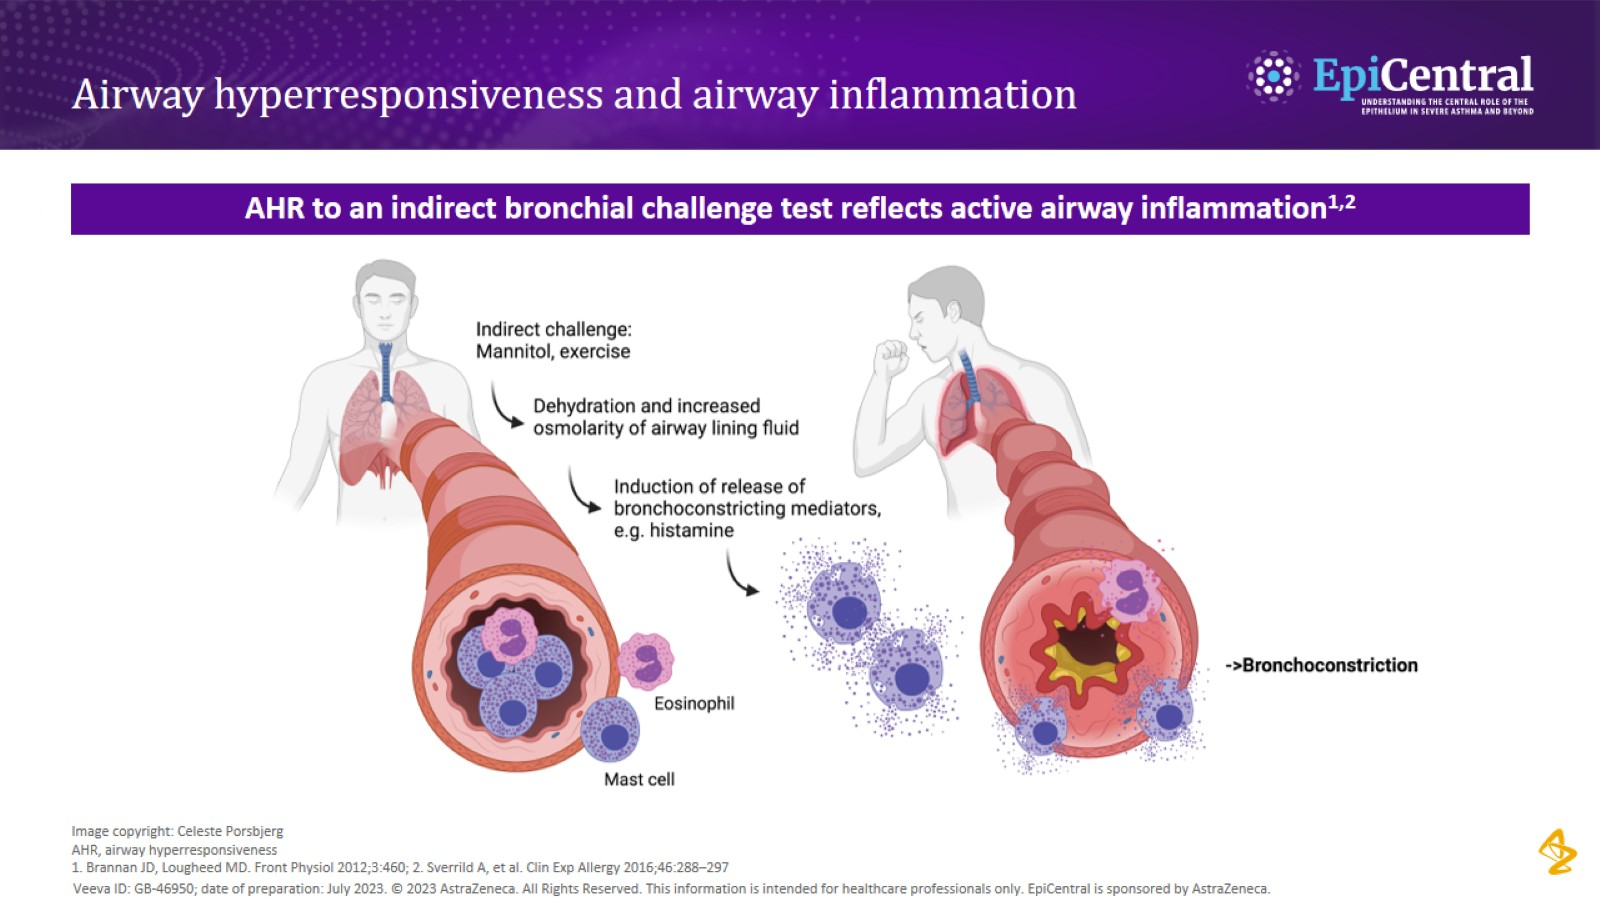 Airway hyperresponsiveness and airway inflammation
EpiCentral
UNDERSTANDING THE CENTRAL ROLE OF THE
EPITHELIUM IN SEVERE ASTHMA AND BEYOND
AHR to an indirect bronchial challenge test reflects active airway inflammation1,2
Indirect challenge:
Mannitol, exercise
Dehydration and increased
osmolarity of airway lining fluid
Induction of release of
bronchoconstricting mediators,
e.g. histamine
Eosinophil
Mast cell
->Bronchoconstriction
Image copyright: Celeste Porsbjerg
AHR, airway hyperresponsiveness
1. Brannan JD, Lougheed MD. Front Physiol 2012;3:460; 2. Sverrild A, et al. Clin Exp Allergy 2016;46:288–297
Veeva ID: GB-46950; date of preparation: July 2023. © 2023 AstraZeneca. All Rights Reserved. This information is intended for healthcare professionals only. EpiCentral is sponsored by AstraZeneca.